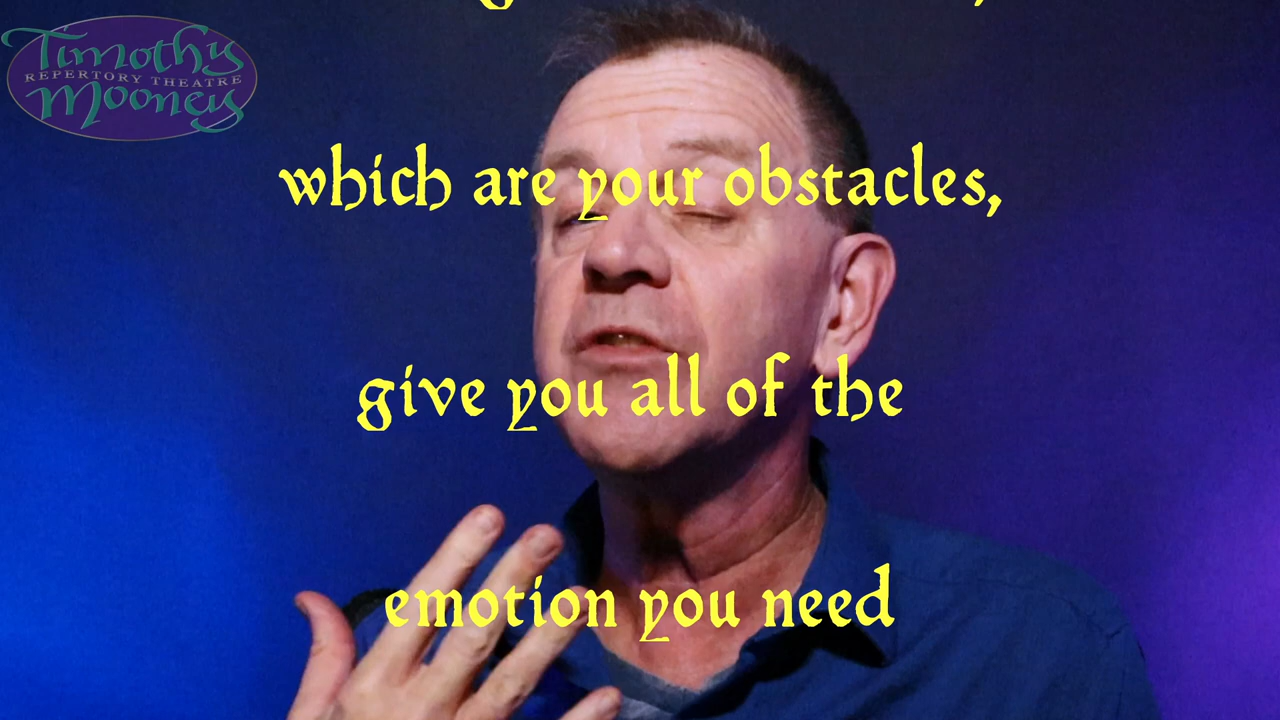 Timothy
REPERTORY THEATRE
Mooney
which are your obstacles,
give you all of the
emotion you need